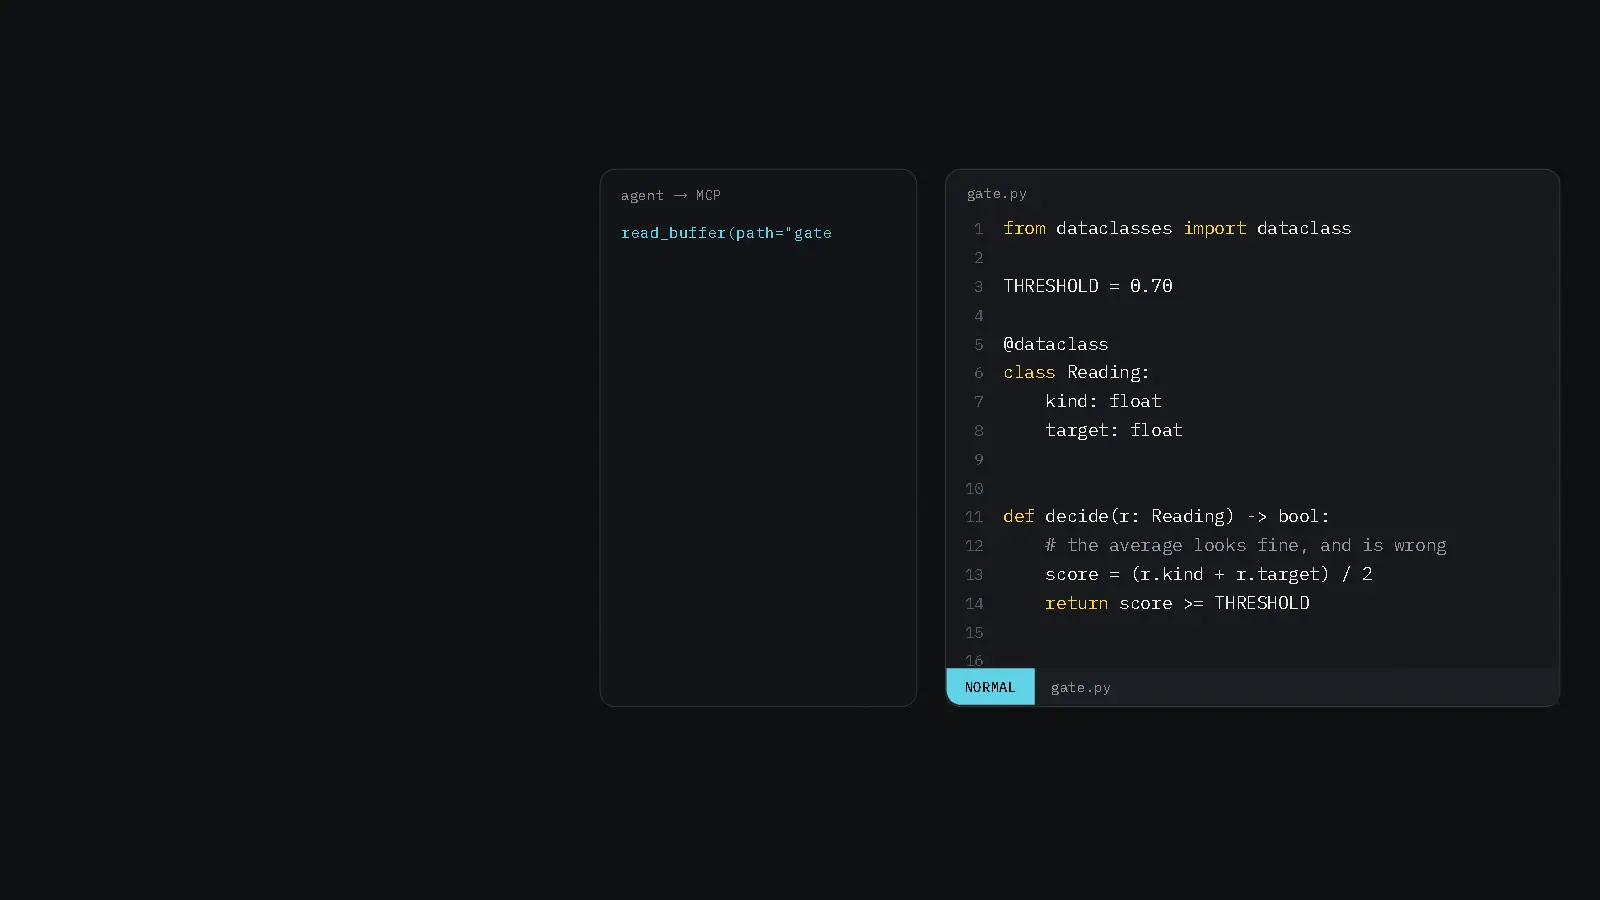 agent → MCP
read_buffer(path="gate
gate.py
1 from dataclasses import dataclass
2
3 THRESHOLD = 0.70
4
5 @dataclass
6 class Reading:
7     kind: float
8     target: float
9
10
11 def decide(r: Reading) -> bool:
12     # the average looks fine, and is wrong
13     score = (r.kind + r.target) / 2
14     return score >= THRESHOLD
15
16
NORMAL gate.py